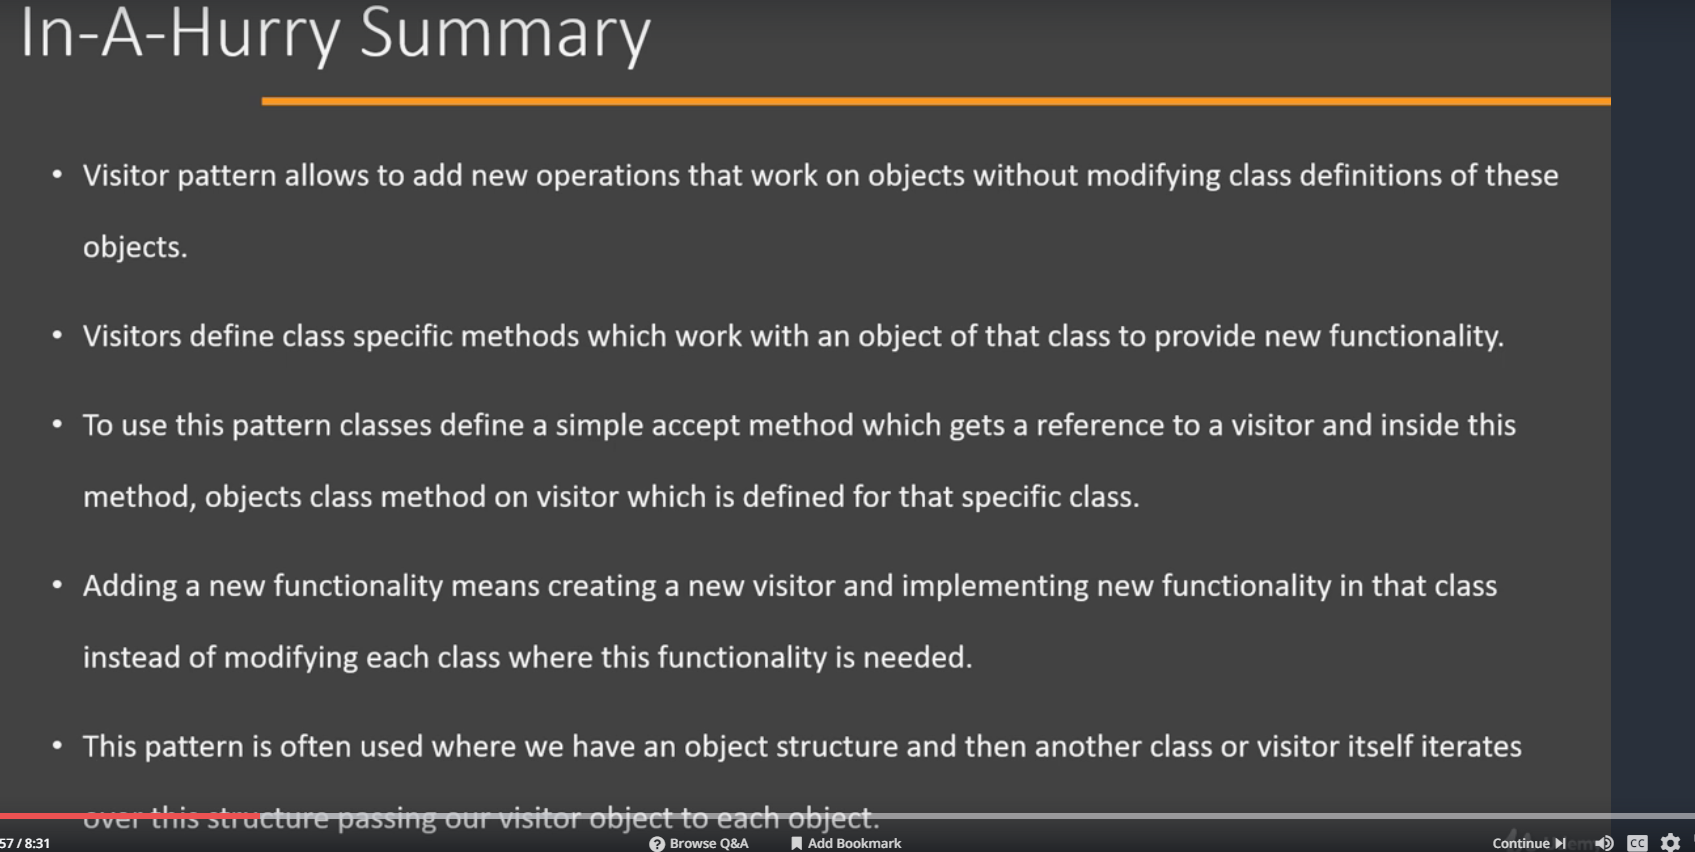 In-A-Hurry Summary
• Visitor pattern allows to add new operations that work on objects without modifying class definitions of these
objects.
• Visitors define class specific methods which work with an object of that class to provide new functionality.
• To use this pattern classes define a simple accept method which gets a reference to a visitor and inside this
method, objects class method on visitor which is defined for that specific class.
• Adding a new functionality means creating a new visitor and implementing new functionality in that class
instead of modifying each class where this functionality is needed.
• This pattern is often used where we have an object structure and then another class or visitor itself iterates
over this structure passing our visitor object to each object.
57 / 8:31
? Browse Q&A
Add Bookmark
Continue
CC